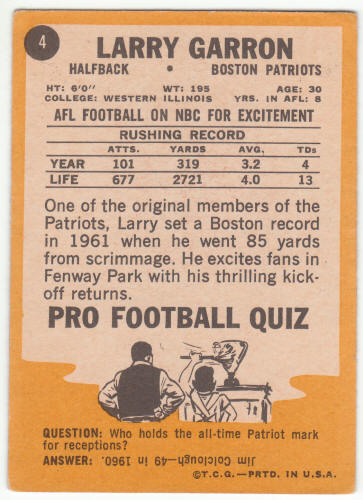 4
LARRY GARRON
HALFBACK • BOSTON PATRIOTS
HT: 6'0" WT: 195 AGE: 30
COLLEGE: WESTERN ILLINOIS YRS. IN AFL: 8
AFL FOOTBALL ON NBC FOR EXCITEMENT
RUSHING RECORD
ATTS. YARDS AVG. TDs
YEAR 101 319 3.2 4
LIFE 677 2721 4.0 13
One of the original members of the
Patriots, Larry set a Boston record
in 1961 when he went 85 yards
from scrimmage. He excites fans in
Fenway Park with his thrilling kick-
off returns.
PRO FOOTBALL QUIZ
QUESTION: Who holds the all-time Patriot mark
for receptions?
ANSWER: Jim Colclough—49 in 1960.
©T.C.G.—PRTD. IN U.S.A.